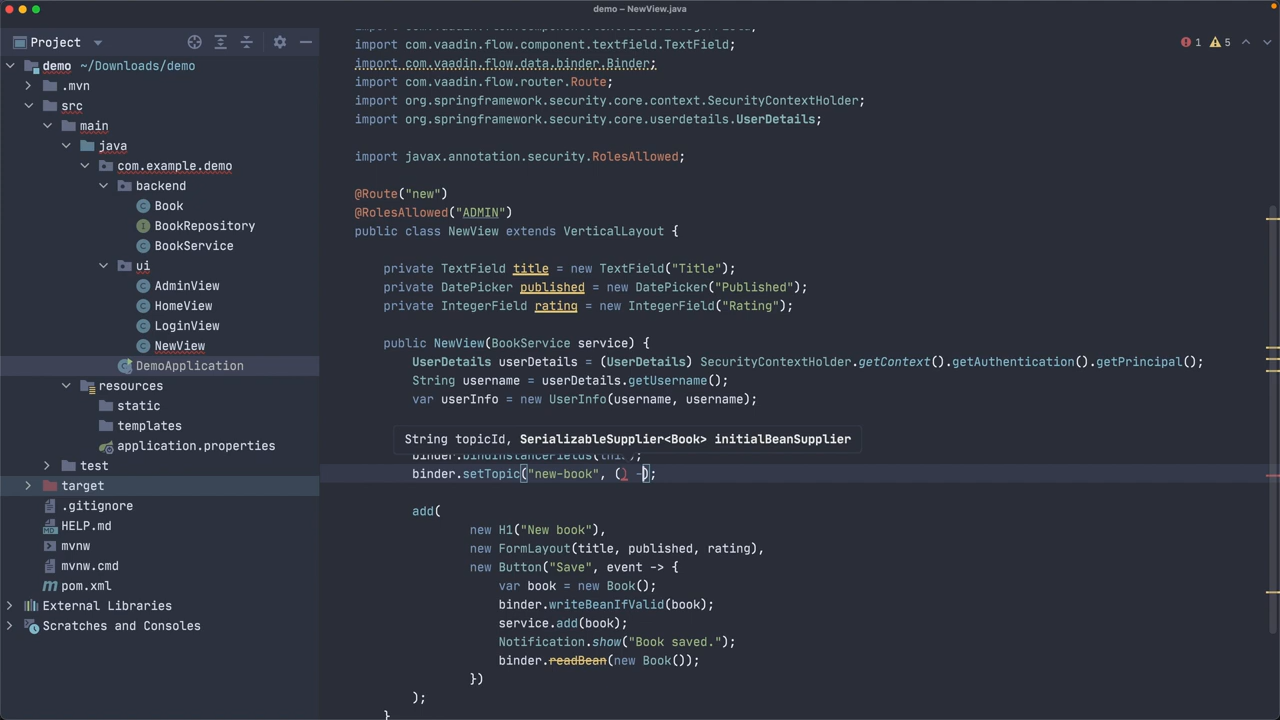 demo – NewView.java
Project
demo ~/Downloads/demo
.mvn
src
main
java
com.example.demo
backend
Book
BookRepository
BookService
ui
AdminView
HomeView
LoginView
NewView
DemoApplication
resources
static
templates
application.properties
test
target
.gitignore
HELP.md
mvnw
mvnw.cmd
pom.xml
External Libraries
Scratches and Consoles
1 5
import com.vaadin.flow.component.textfield.TextField;
import com.vaadin.flow.data.binder.Binder;
import com.vaadin.flow.router.Route;
import org.springframework.security.core.context.SecurityContextHolder;
import org.springframework.security.core.userdetails.UserDetails;
import javax.annotation.security.RolesAllowed;
@Route("new")
@RolesAllowed("ADMIN")
public class NewView extends VerticalLayout {
private TextField title = new TextField("Title");
private DatePicker published = new DatePicker("Published");
private IntegerField rating = new IntegerField("Rating");
public NewView(BookService service) {
UserDetails userDetails = (UserDetails) SecurityContextHolder.getContext().getAuthentication().getPrincipal();
String username = userDetails.getUsername();
var userInfo = new UserInfo(username, username);
String topicId, SerializableSupplier<Book> initialBeanSupplier
binder.bindInstanceFields(this);
binder.setTopic("new-book", () -);
add(
new H1("New book"),
new FormLayout(title, published, rating),
new Button("Save", event -> {
var book = new Book();
binder.writeBeanIfValid(book);
service.add(book);
Notification.show("Book saved.");
binder.readBean(new Book());
})
);
}